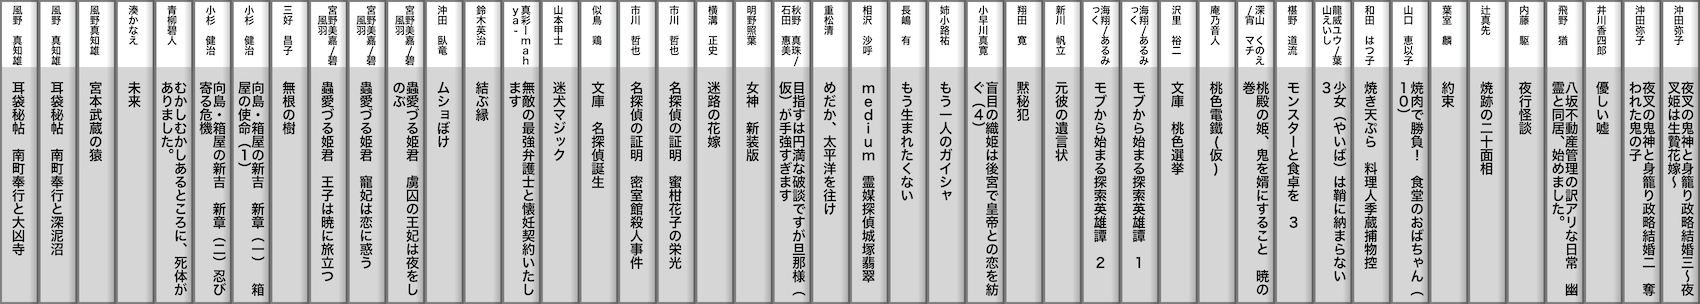 沖田弥子
夜叉の鬼神と身籠り政略結婚三〜夜
叉姫は生贄花嫁〜
沖田弥子
夜叉の鬼神と身籠り政略結婚二　奪
われた鬼の子
井川香四郎
優しい嘘
飛野　猶
八坂不動産管理の訳アリな日常　幽
霊と同居、始めました。
内藤　駆
夜行怪談
辻真先
焼跡の二十面相
葉室　麟
約束
山口　恵以子
焼肉で勝負！　食堂のおばちゃん（
10）
和田　はつ子
焼き天ぷら　料理人季蔵捕物控
龍威ユウ/葉
山えいし
少女（やいば）は鞘に納まらない
3
椹野　道流
モンスターと食卓を　3
深山　くのえ
/宵　マチ
桃殿の姫、鬼を婿にすること　暁の
巻
庵乃音人
桃色電鐵(仮)
沢里　裕二
文庫　桃色選挙
海翔/あるみ
っく
モブから始まる探索英雄譚　1
海翔/あるみ
っく
モブから始まる探索英雄譚　2
新川　帆立
元彼の遺言状
翔田　寛
黙秘犯
小早川真寛
盲目の織姫は後宮で皇帝との恋を紡
ぐ（4）
姉小路祐
もう一人のガイシャ
長嶋　有
もう生まれたくない
相沢　沙呼
medium　霊媒探偵城塚翡翠
重松清
めだか、太平洋を往け
秋野　真珠/
石田　惠美
目指すは円満な破談ですが旦那様（
仮）が手強すぎます
明野照葉
女神　新装版
横溝　正史
迷路の花嫁
市川　哲也
名探偵の証明　蜜柑花子の栄光
市川　哲也
名探偵の証明　密室館殺人事件
似鳥　鶏
文庫　名探偵誕生
山本甲士
迷犬マジック
真彩ーmah
yaー
無敵の最強弁護士と懐妊契約いたし
ます
鈴木英治
結ぶ縁
沖田　臥竜
ムショぼけ
宮野美嘉/碧
風羽
蟲愛づる姫君　虜囚の王妃は夜をし
のぶ
宮野美嘉/碧
風羽
蟲愛づる姫君　寵妃は恋に惑う
宮野美嘉/碧
風羽
蟲愛づる姫君　王子は暁に旅立つ
三好　昌子
無根の樹
小杉　健治
向島・箱屋の新吉　新章（一）　箱
屋の使命（1）
小杉　健治
向島・箱屋の新吉　新章（二）忍び
寄る危機
青柳碧人
むかしむかしあるところに、死体が
ありました。
湊かなえ
未来
風野真知雄
宮本武蔵の猿
風野　真知雄
耳袋秘帖　南町奉行と深泥沼
風野　真知雄
耳袋秘帖　南町奉行と大凶寺